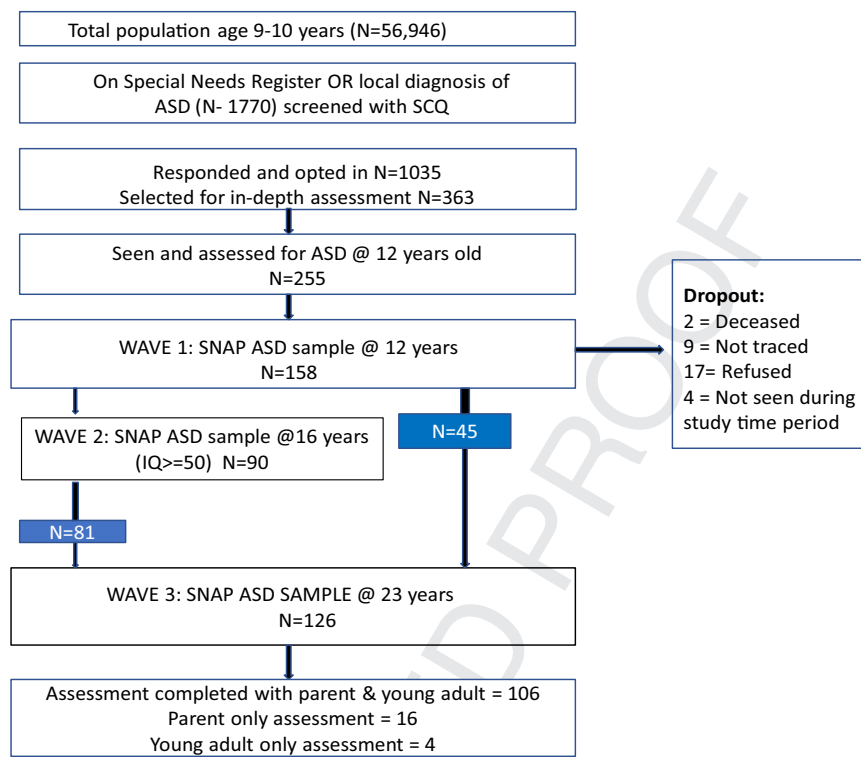 Total population age 9-10 years (N=56,946)
On Special Needs Register OR local diagnosis of
ASD (N- 1770) screened with SCQ
Responded and opted in N=1035
Selected for in-depth assessment N=363
Seen and assessed for ASD @ 12 years old
N=255
WAVE 1: SNAP ASD sample @ 12 years
N=158
Dropout:
2 = Deceased
9 = Not traced
17= Refused
4 = Not seen during
study time period
WAVE 2: SNAP ASD sample @16 years
(IQ>=50) N=90
N=45
N=81
WAVE 3: SNAP ASD SAMPLE @ 23 years
N=126
Assessment completed with parent & young adult = 106
Parent only assessment = 16
Young adult only assessment = 4
D PROOF